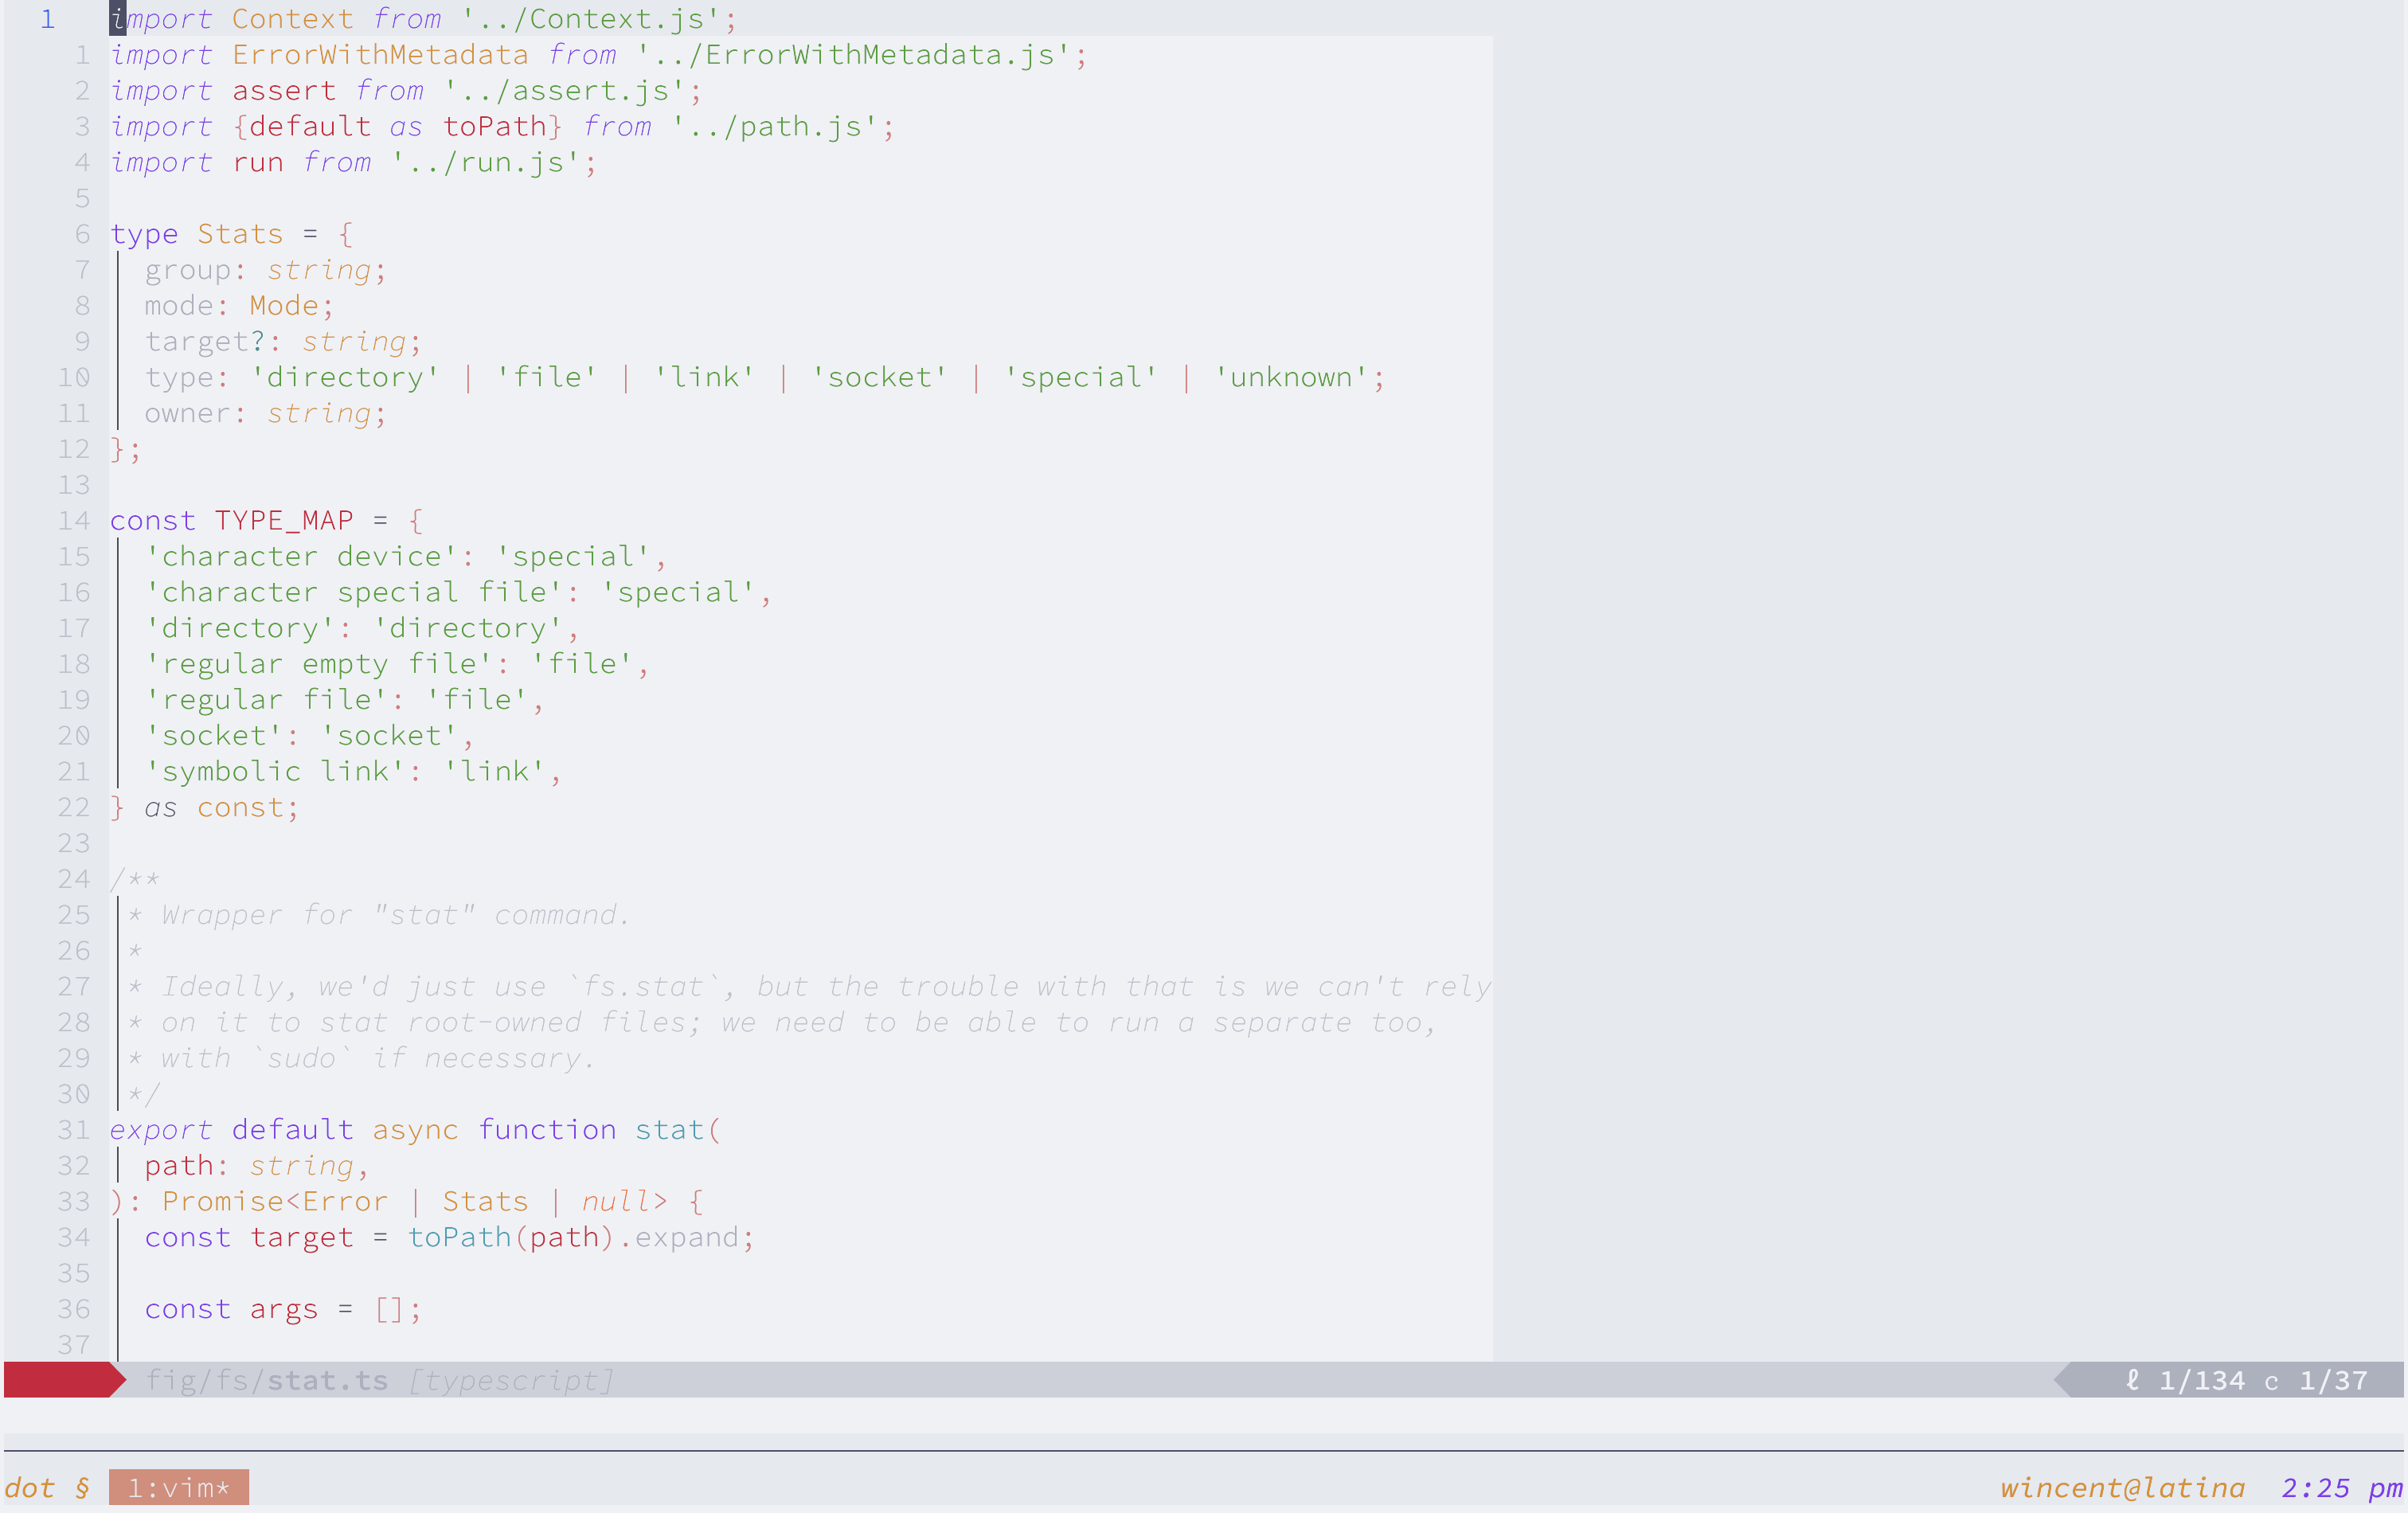 1 import Context from '../Context.js';
1 import ErrorWithMetadata from '../ErrorWithMetadata.js';
2 import assert from '../assert.js';
3 import {default as toPath} from '../path.js';
4 import run from '../run.js';
5
6 type Stats = {
7   group: string;
8   mode: Mode;
9   target?: string;
10   type: 'directory' | 'file' | 'link' | 'socket' | 'special' | 'unknown';
11   owner: string;
12 };
13
14 const TYPE_MAP = {
15   'character device': 'special',
16   'character special file': 'special',
17   'directory': 'directory',
18   'regular empty file': 'file',
19   'regular file': 'file',
20   'socket': 'socket',
21   'symbolic link': 'link',
22 } as const;
23
24 /**
25  * Wrapper for "stat" command.
26  *
27  * Ideally, we'd just use `fs.stat`, but the trouble with that is we can't rely
28  * on it to stat root-owned files; we need to be able to run a separate too,
29  * with `sudo` if necessary.
30  */
31 export default async function stat(
32   path: string,
33 ): Promise<Error | Stats | null> {
34   const target = toPath(path).expand;
35
36   const args = [];
37
fig/fs/stat.ts [typescript] ℓ 1/134 c 1/37
dot § 1:vim* wincent@latina 2:25 pm